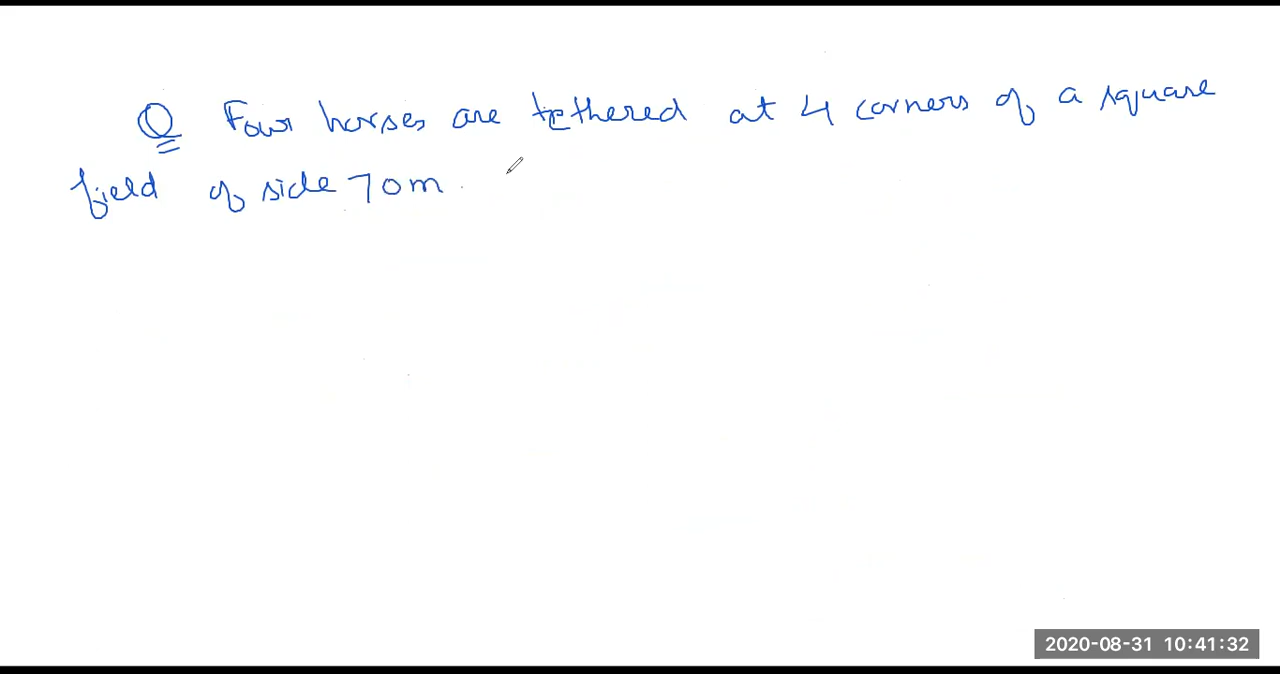 Q Four horses are tethered at 4 corners of a square
field of side 70m.
2020-08-31 10:41:32